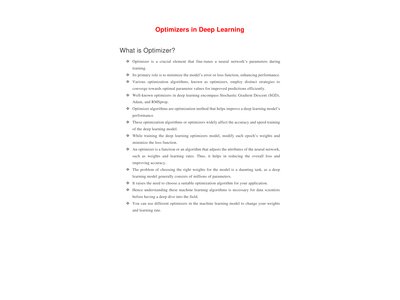 Optimizers in Deep Learning
What is Optimizer?
❖ Optimizer is a crucial element that fine-tunes a neural network's parameters during
training.
❖ Its primary role is to minimize the model's error or loss function, enhancing performance.
❖ Various optimization algorithms, known as optimizers, employ distinct strategies to
converge towards optimal parameter values for improved predictions efficiently.
❖ Well-known optimizers in deep learning encompass Stochastic Gradient Descent (SGD),
Adam, and RMSprop.
❖ Optimizer algorithms are optimization method that helps improve a deep learning model's
performance.
❖ These optimization algorithms or optimizers widely affect the accuracy and speed training
of the deep learning model.
❖ While training the deep learning optimizers model, modify each epoch's weights and
minimize the loss function.
❖ An optimizer is a function or an algorithm that adjusts the attributes of the neural network,
such as weights and learning rates. Thus, it helps in reducing the overall loss and
improving accuracy.
❖ The problem of choosing the right weights for the model is a daunting task, as a deep
learning model generally consists of millions of parameters.
❖ It raises the need to choose a suitable optimization algorithm for your application.
❖ Hence understanding these machine learning algorithms is necessary for data scientists
before having a deep dive into the field.
❖ You can use different optimizers in the machine learning model to change your weights
and learning rate.